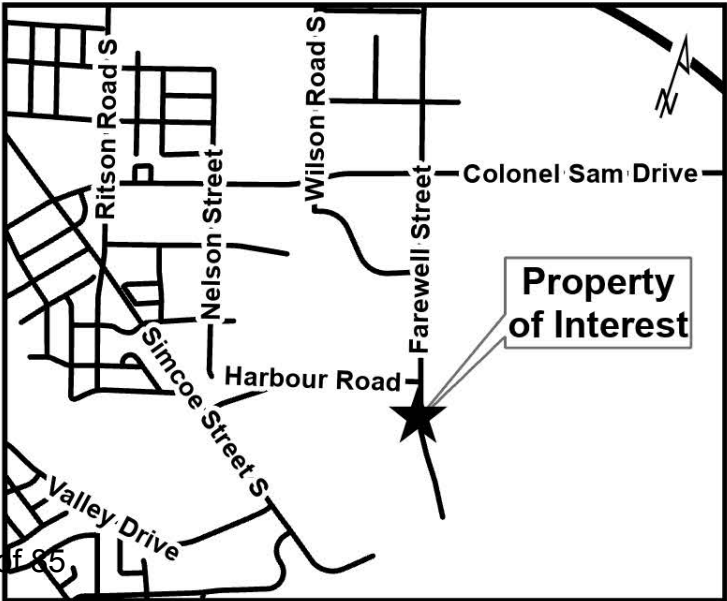 Ritson Road S
Wilson Road S
Nelson Street
Colonel Sam Drive
Farewell Street
Property
of Interest
Harbour Road
Simcoe Street S
Valley Drive
of 85
N